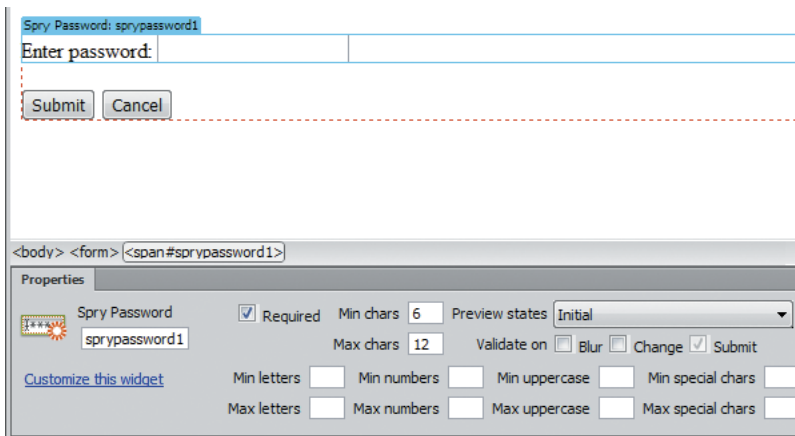 Spry Password: sprypassword1
Enter password:
Submit Cancel
<body> <form> <span#sprypassword1>
Properties
Spry Password Required Min chars 6 Preview states Initial
sprypassword1 Max chars 12 Validate on Blur Change Submit
Customize this widget Min letters Min numbers Min uppercase Min special chars
Max letters Max numbers Max uppercase Max special chars